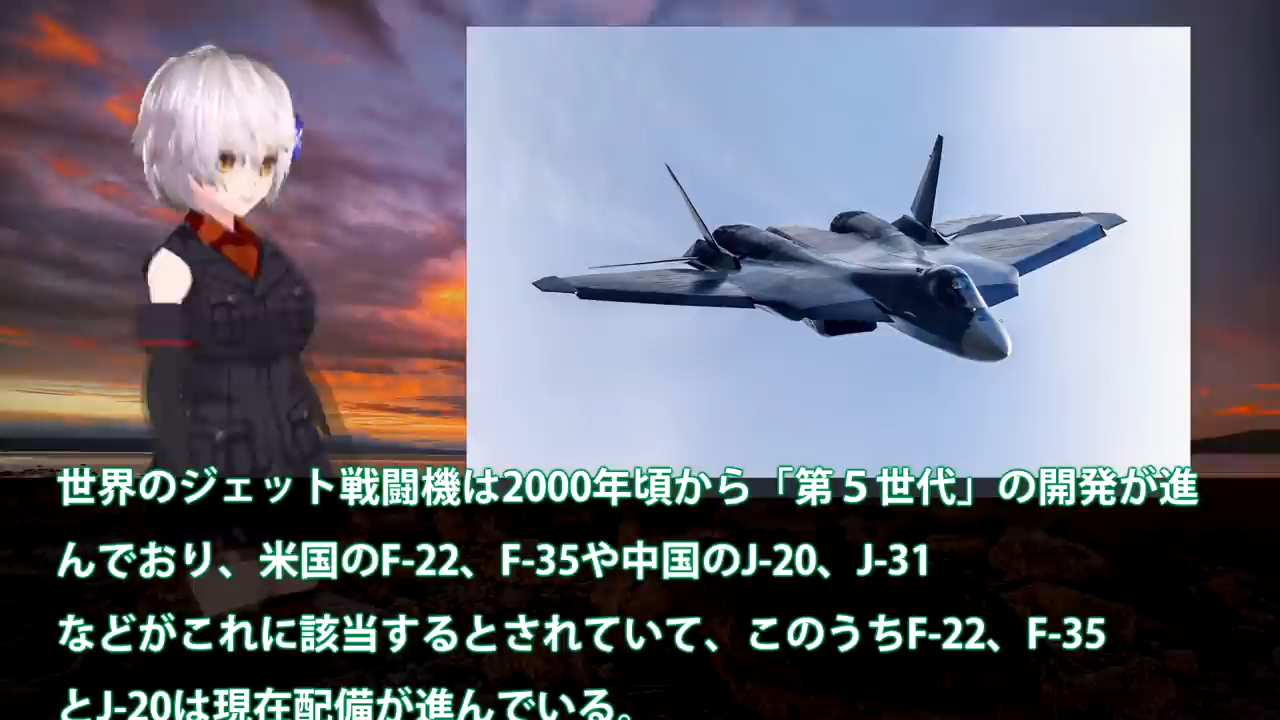 世界のジェット戦闘機は2000年頃から「第５世代」の開発が進
んでおり、米国のF-22、F-35や中国のJ-20、J-31
などがこれに該当するとされていて、このうちF-22、F-35
とJ-20は現在配備が進んでいる。